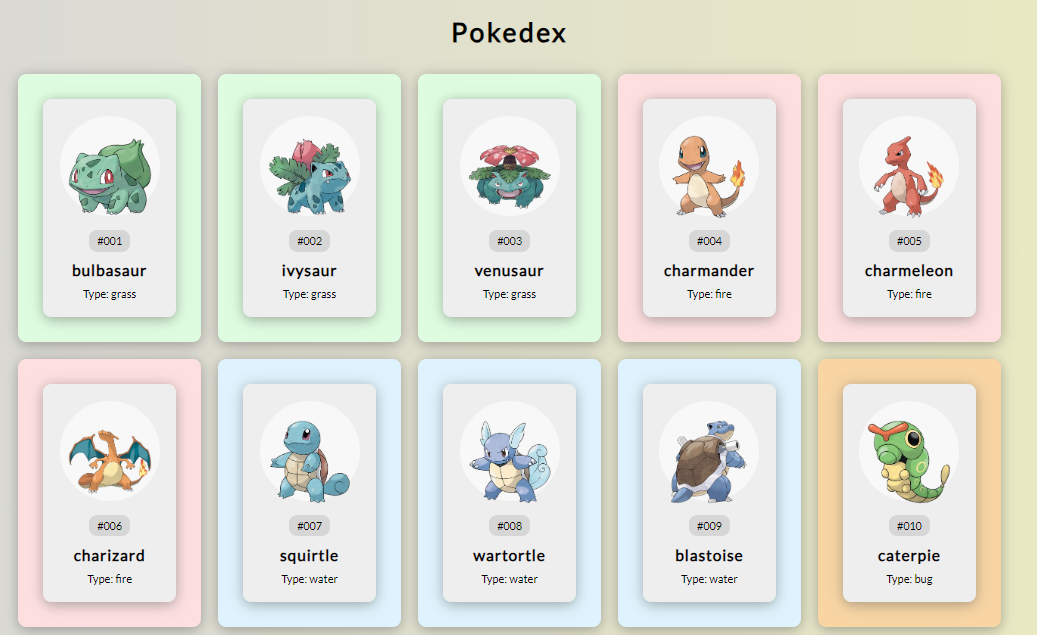 Pokedex
#001
bulbasaur
Type: grass
#002
ivysaur
Type: grass
#003
venusaur
Type: grass
#004
charmander
Type: fire
#005
charmeleon
Type: fire
#006
charizard
Type: fire
#007
squirtle
Type: water
#008
wartortle
Type: water
#009
blastoise
Type: water
#010
caterpie
Type: bug